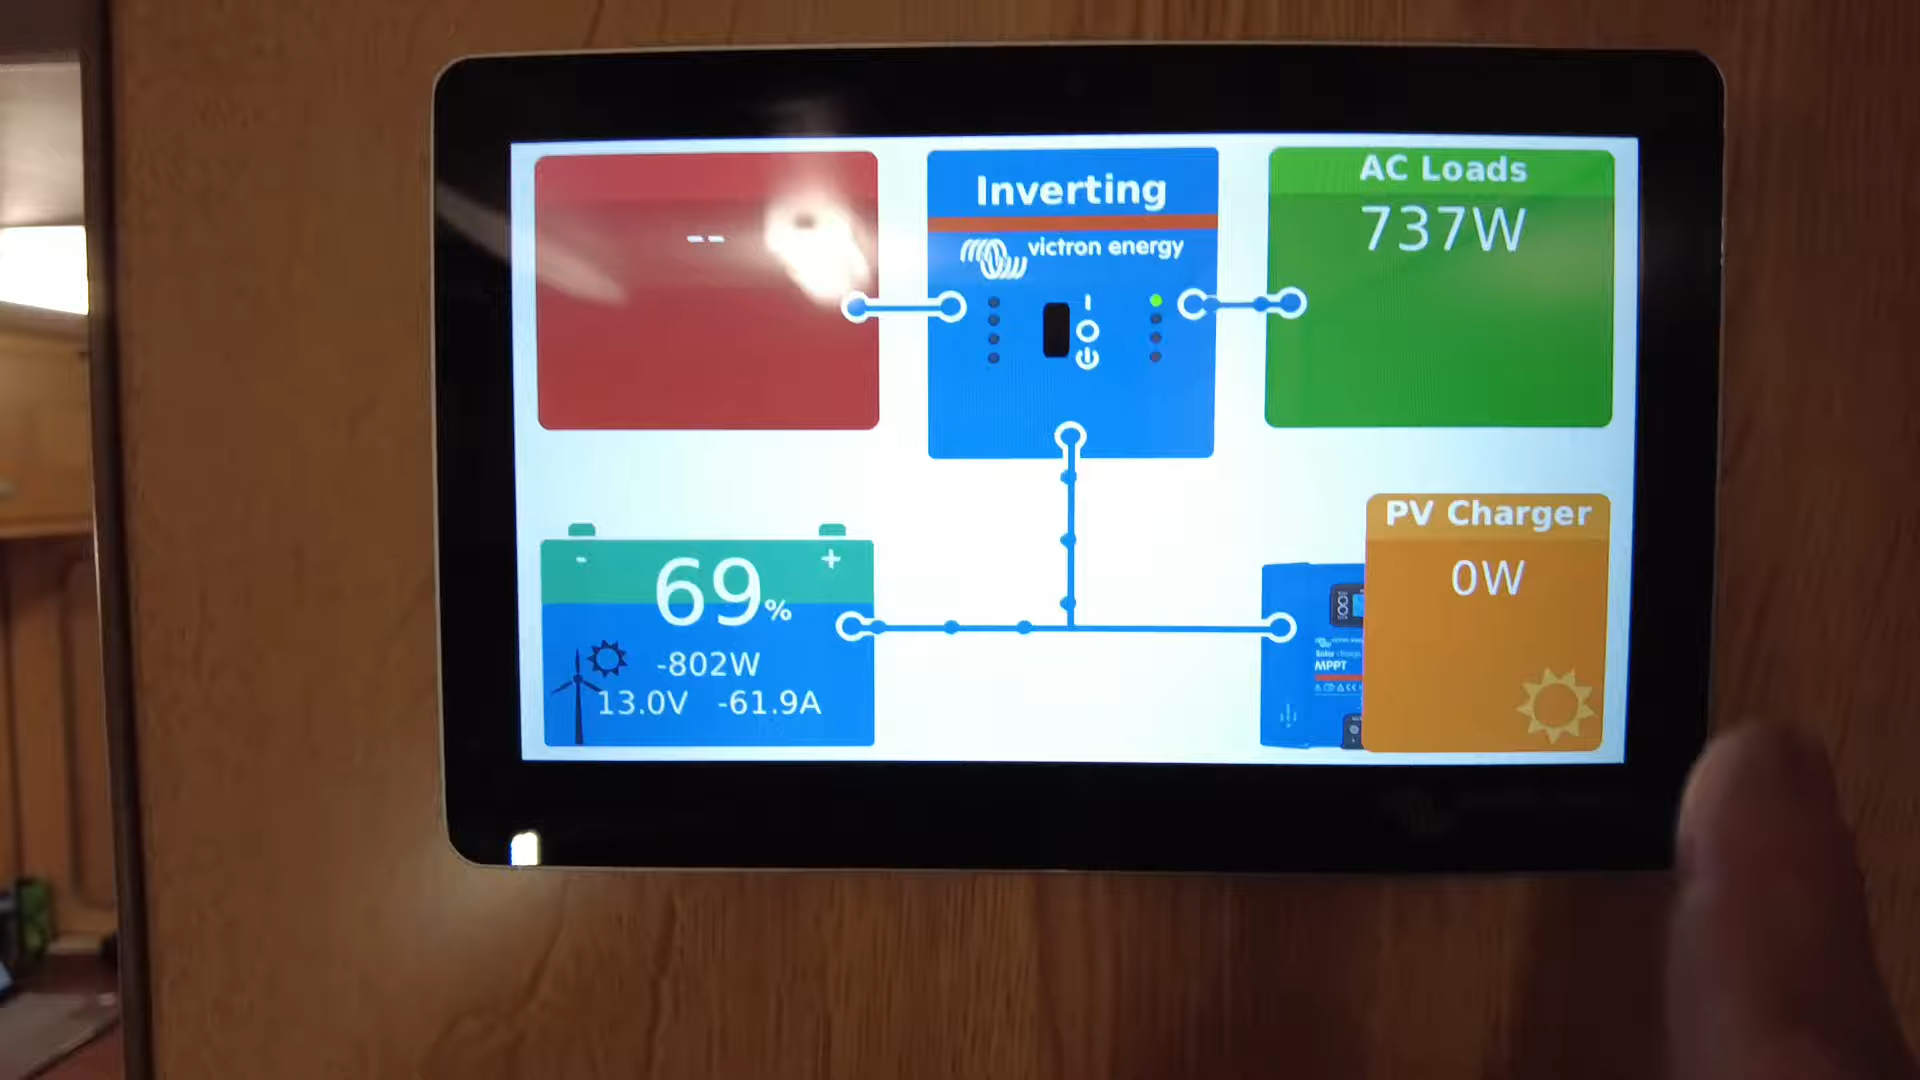 --
Inverting
victron energy
AC Loads
737W
69%
-802W
13.0V -61.9A
MPPT
PV Charger
0W